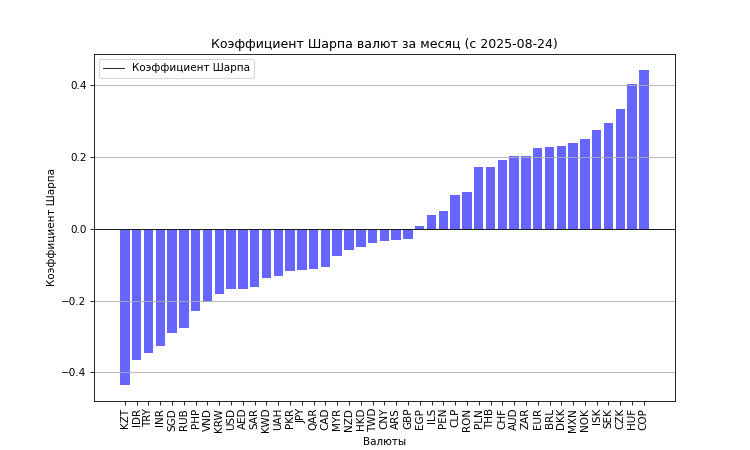 Коэффициент Шарпа валют за месяц (с 2025-08-24)
Коэффициент Шарпа
Коэффициент Шарпа
0.4
0.2
0.0
−0.2
−0.4
KZT IDR TRY INR SGD RUB PHP VND KRW USD AED SAR KWD UAH PKR JPY QAR CAD MYR NZD HKD TWD CNY ARS GBP EGP ILS PEN CLP RON PLN THB CHF AUD ZAR EUR BRL DKK MXN NOK ISK SEK CZK HUF COP
Валюты